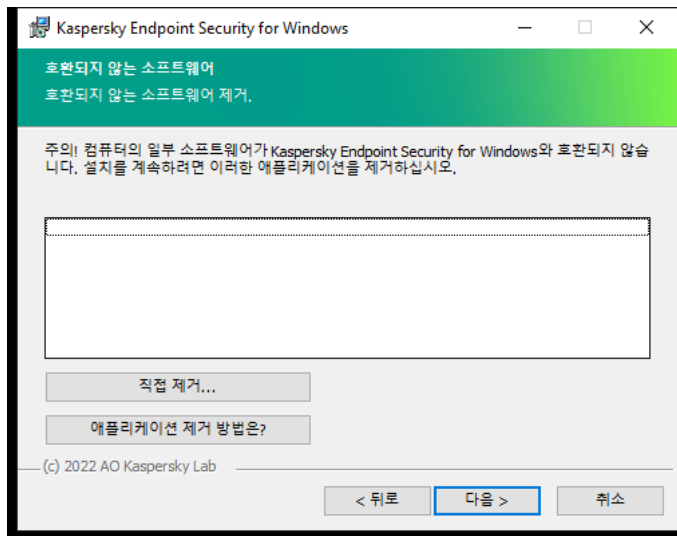 Kaspersky Endpoint Security for Windows
호환되지 않는 소프트웨어
호환되지 않는 소프트웨어 제거.
주의! 컴퓨터의 일부 소프트웨어가 Kaspersky Endpoint Security for Windows와 호환되지 않습
니다. 설치를 계속하려면 이러한 애플리케이션을 제거하십시오.
직접 제거...
애플리케이션 제거 방법은?
(c) 2022 AO Kaspersky Lab
< 뒤로
다음 >
취소